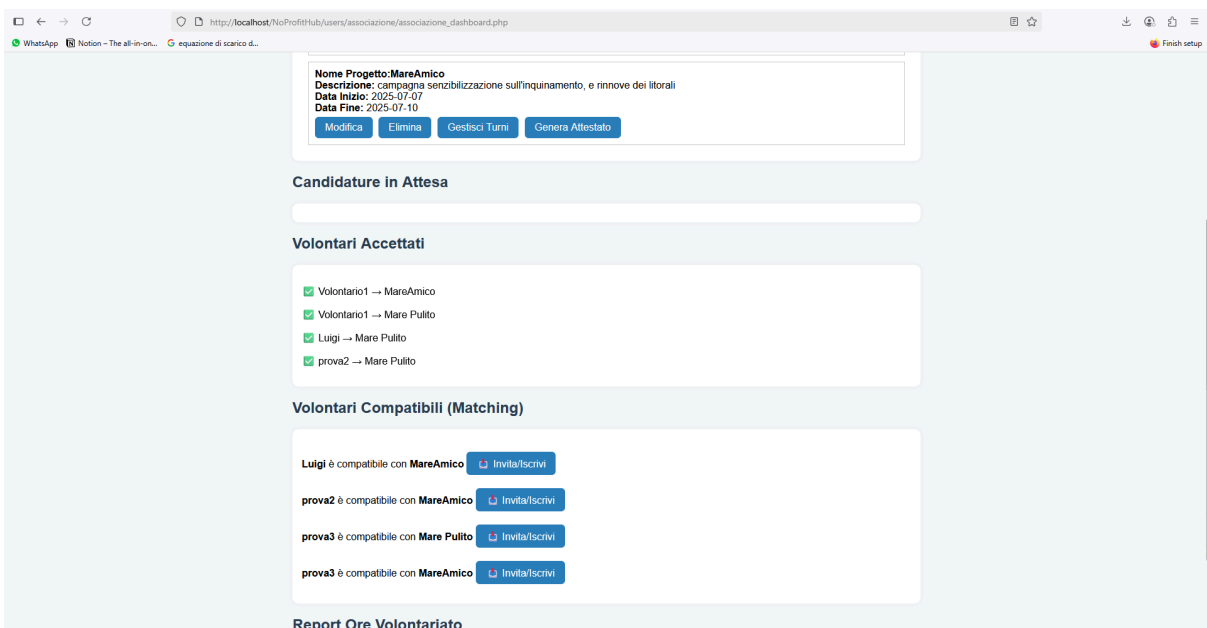 http://localhost/NoProfitHub/users/associazione/associazione_dashboard.php
WhatsApp Notion – The all-in-on... equazione di scarico d... Finish setup
Nome Progetto:MareAmico
Descrizione: campagna senzibilizzazione sull'inquinamento, e rinnove dei litorali
Data Inizio: 2025-07-07
Data Fine: 2025-07-10
Modifica Elimina Gestisci Turni Genera Attestato
Candidature in Attesa
Volontari Accettati
✅ Volontario1 → MareAmico
✅ Volontario1 → Mare Pulito
✅ Luigi → Mare Pulito
✅ prova2 → Mare Pulito
Volontari Compatibili (Matching)
Luigi è compatibile con MareAmico 📩 Invita/Iscrivi
prova2 è compatibile con MareAmico 📩 Invita/Iscrivi
prova3 è compatibile con Mare Pulito 📩 Invita/Iscrivi
prova3 è compatibile con MareAmico 📩 Invita/Iscrivi
Report Ore Volontariato